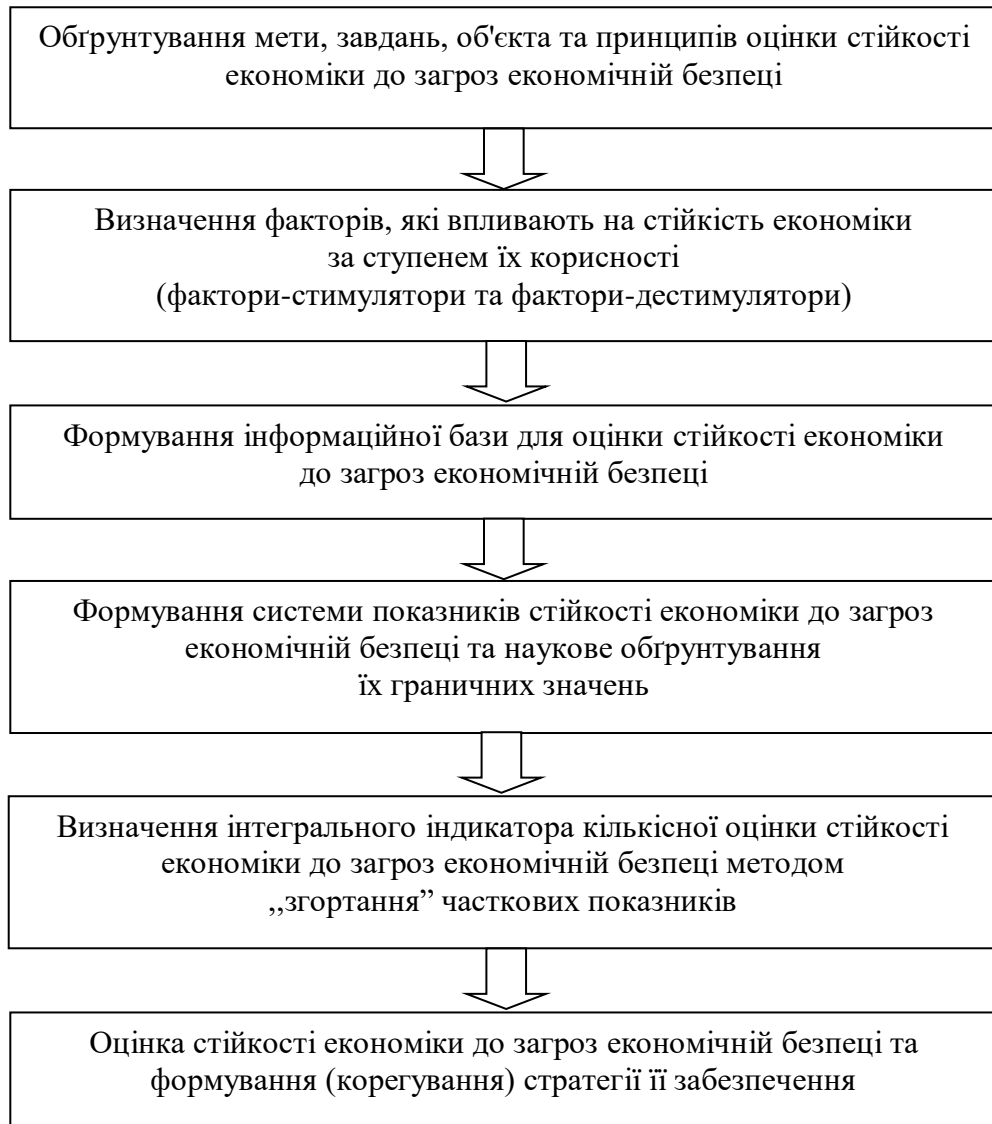 Обґрунтування мети, завдань, об'єкта та принципів оцінки стійкості
економіки до загроз економічній безпеці
Визначення факторів, які впливають на стійкість економіки
за ступенем їх корисності
(фактори-стимулятори та фактори-дестимулятори)
Формування інформаційної бази для оцінки стійкості економіки
до загроз економічній безпеці
Формування системи показників стійкості економіки до загроз
економічній безпеці та наукове обґрунтування
їх граничних значень
Визначення інтегрального індикатора кількісної оцінки стійкості
економіки до загроз економічній безпеці методом
,,згортання” часткових показників
Оцінка стійкості економіки до загроз економічній безпеці та
формування (корегування) стратегії її забезпечення